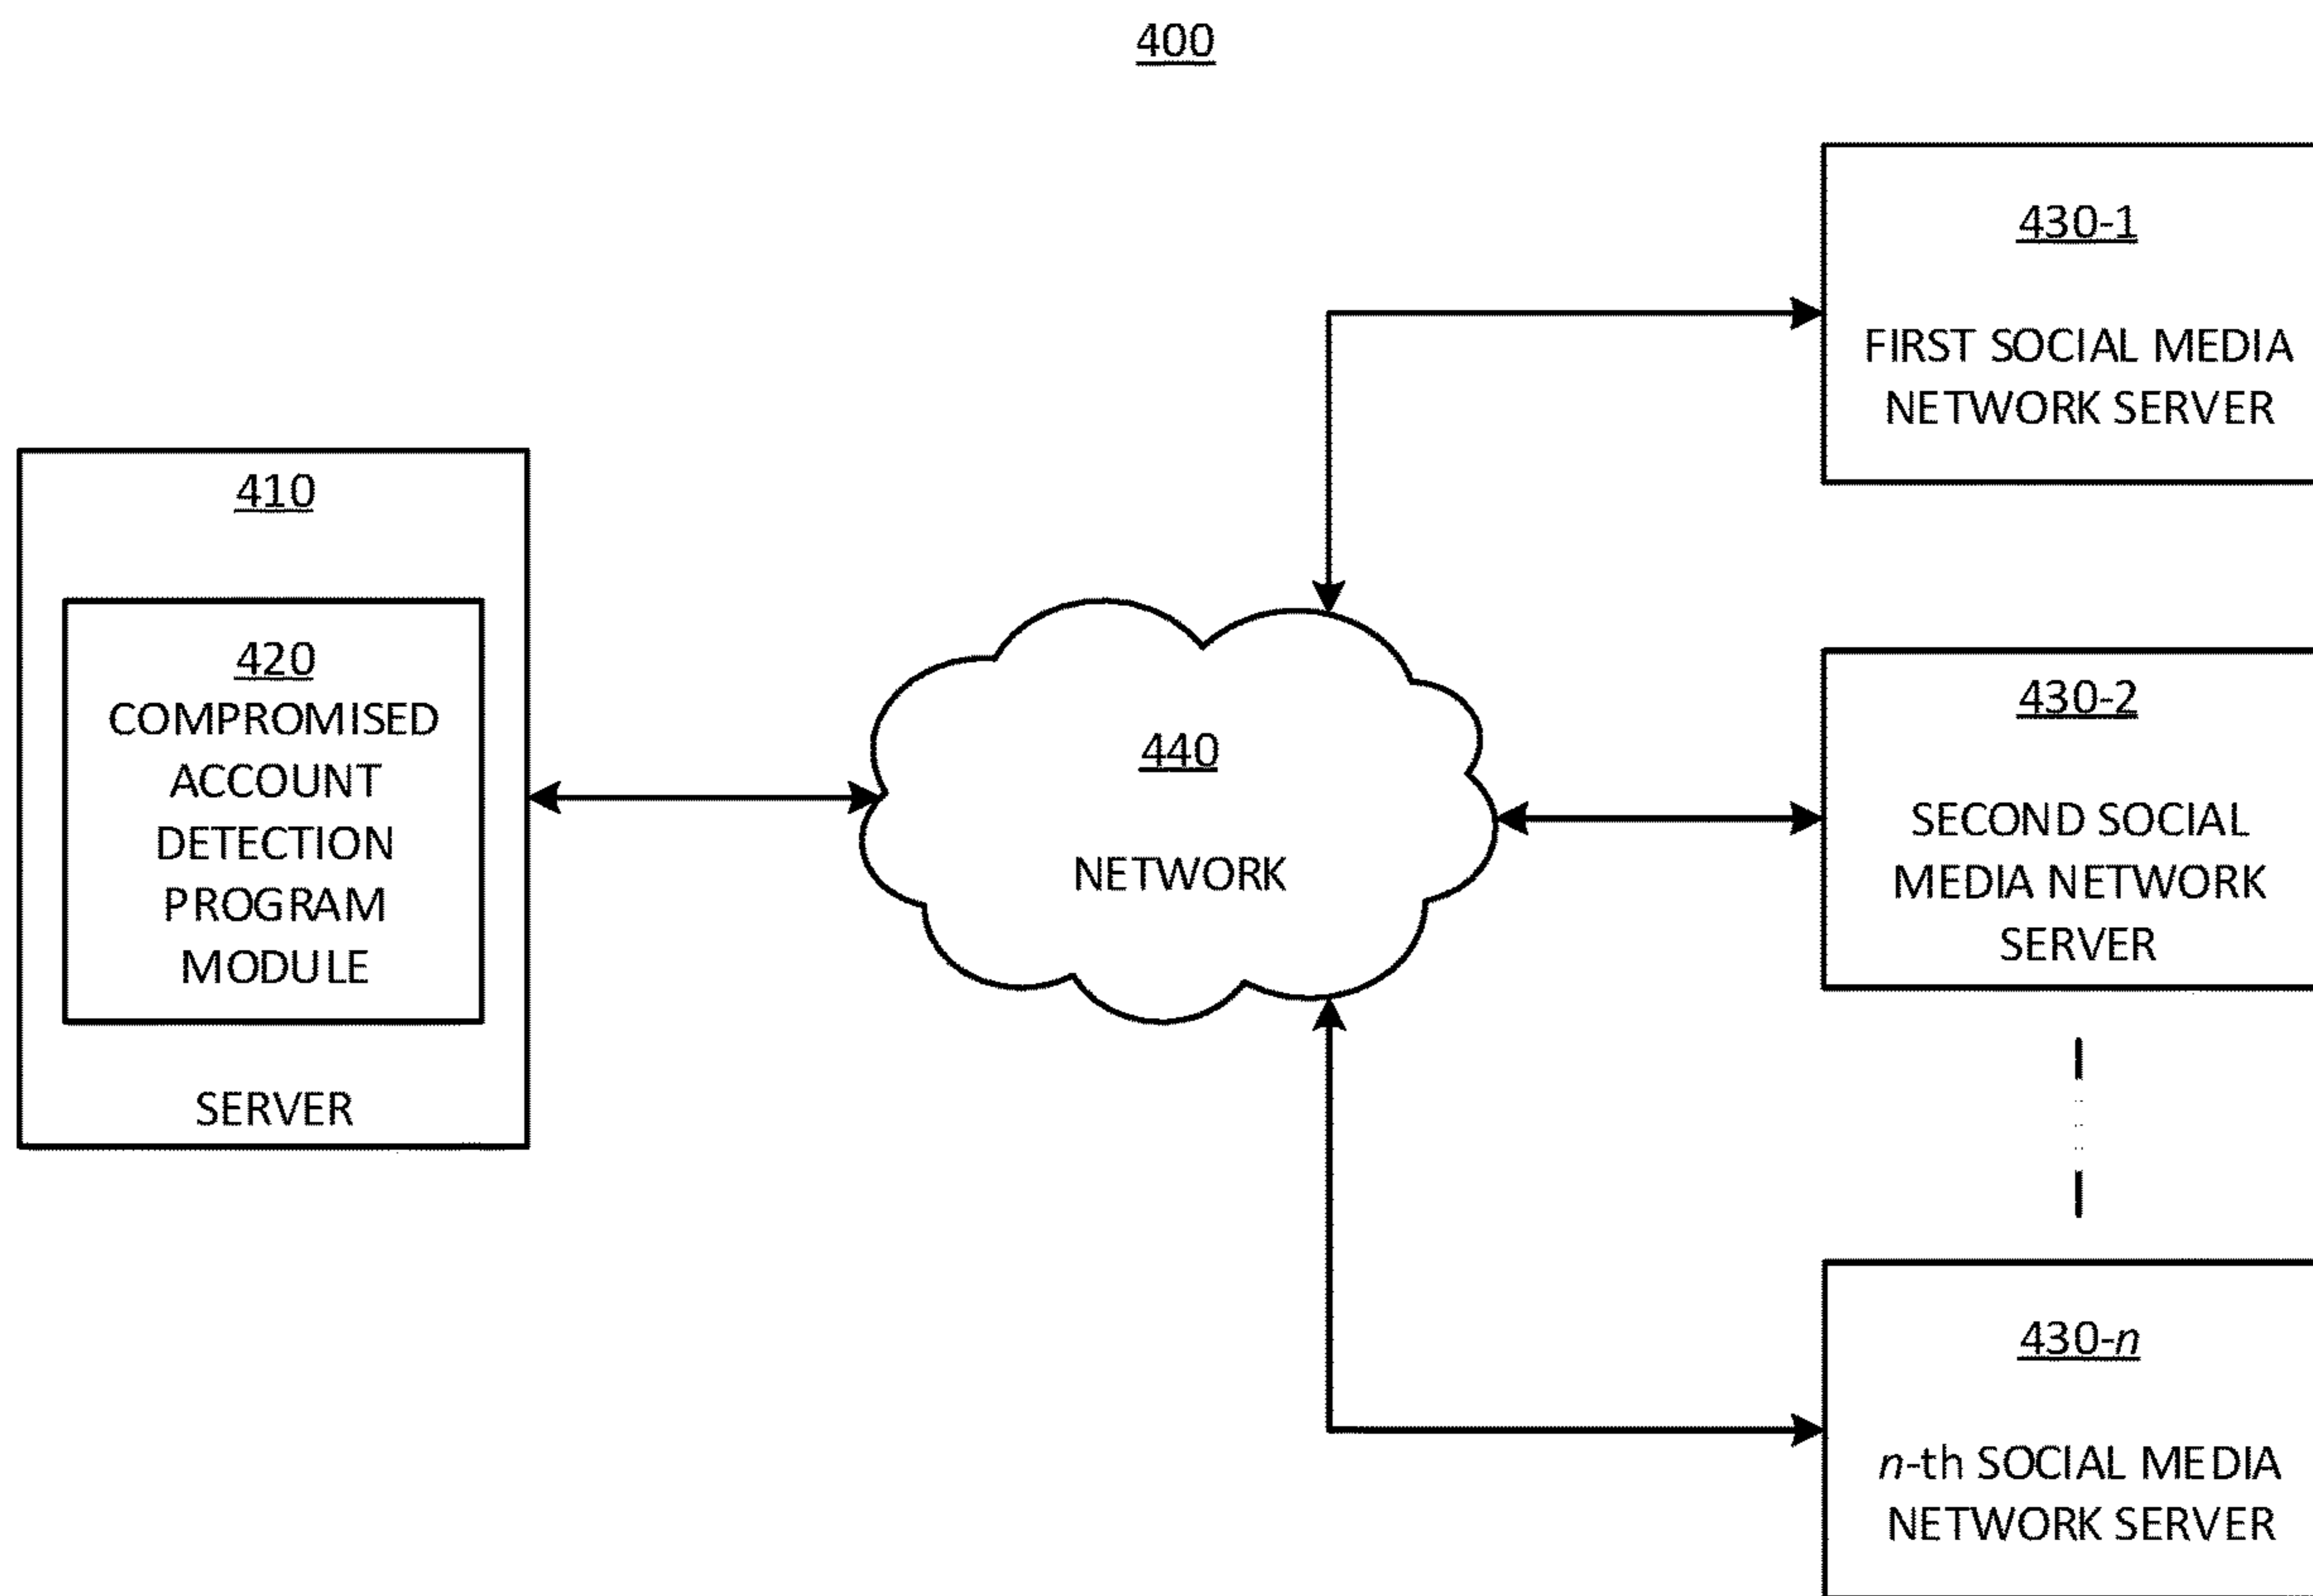 400
410
420
COMPROMISED
ACCOUNT
DETECTION
PROGRAM
MODULE
SERVER
440
NETWORK
430-1
FIRST SOCIAL MEDIA
NETWORK SERVER
430-2
SECOND SOCIAL
MEDIA NETWORK
SERVER
430-n
n-th SOCIAL MEDIA
NETWORK SERVER